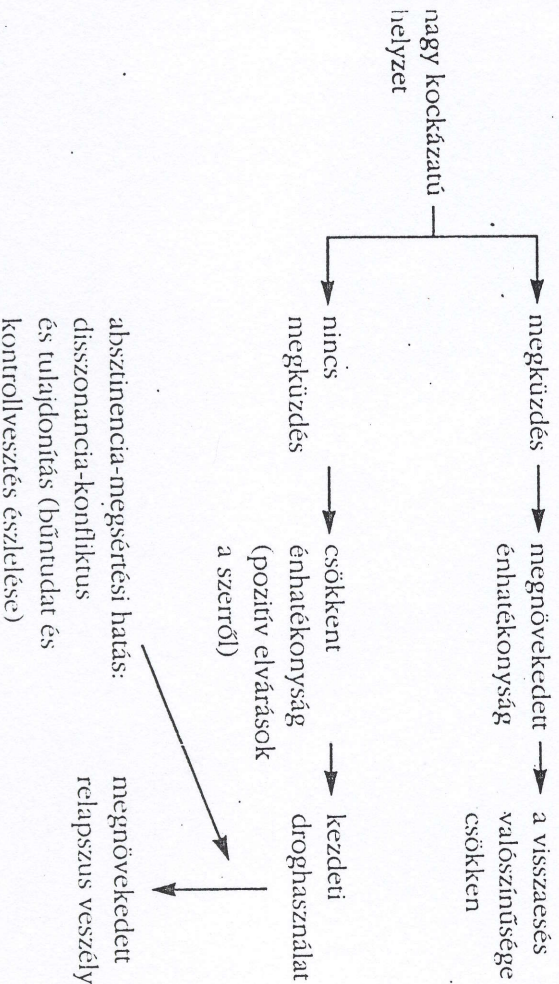 nagy kockázatú
helyzet
megküzdés
megnövekedett
énhatékonyság
a visszaesés
valószínűsége
csökken
nincs
megküzdés
csökkent
énhatékonyság
(pozitív elvárások
a szerről)
kezdeti
droghasználat
absztinencia-megsértési hatás:
disszonancia-konfliktus
és tulajdonítás (bűntudat és
kontrollvesztés észlelése)
megnövekedett
relapszus veszély